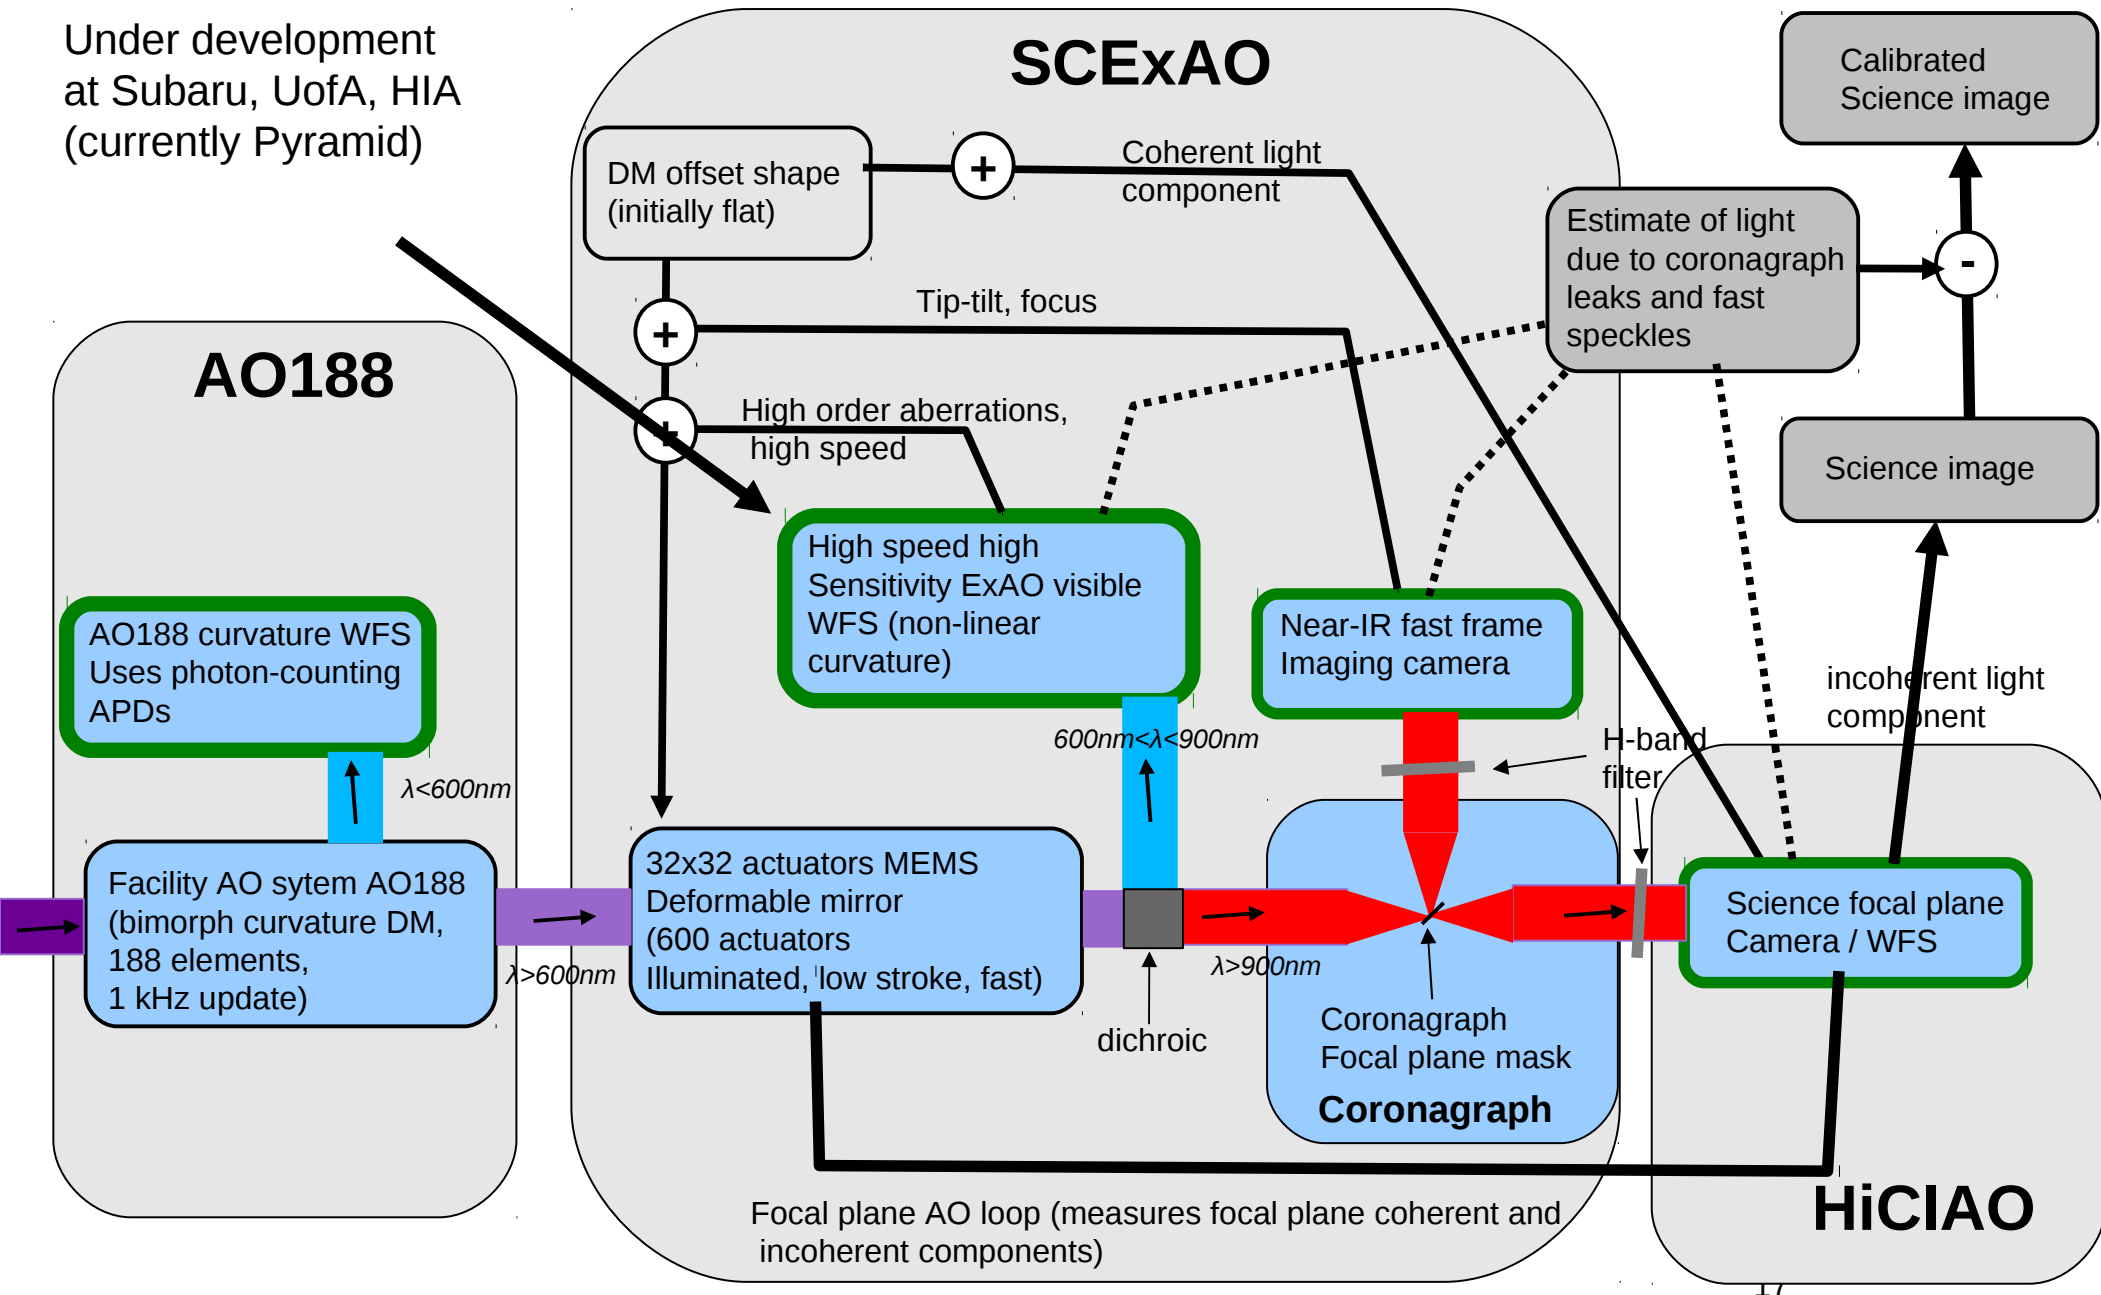 Under development
at Subaru, UofA, HIA
(currently Pyramid)
SCExAO
Calibrated
Science image
DM offset shape
(initially flat)
+
Coherent light
component
Estimate of light
due to coronagraph
leaks and fast
speckles
-
Tip-tilt, focus
+
AO188
High order aberrations,
high speed
+
Science image
High speed high
Sensitivity ExAO visible
WFS (non-linear
curvature)
Near-IR fast frame
Imaging camera
AO188 curvature WFS
Uses photon-counting
APDs
incoherent light
component
600nm<λ<900nm
H-band
filter
λ<600nm
Facility AO sytem AO188
(bimorph curvature DM,
188 elements,
1 kHz update)
λ>600nm
32x32 actuators MEMS
Deformable mirror
(600 actuators
Illuminated, low stroke, fast)
λ>900nm
dichroic
Science focal plane
Camera / WFS
Coronagraph
Focal plane mask
Coronagraph
HiCIAO
Focal plane AO loop (measures focal plane coherent and
incoherent components)